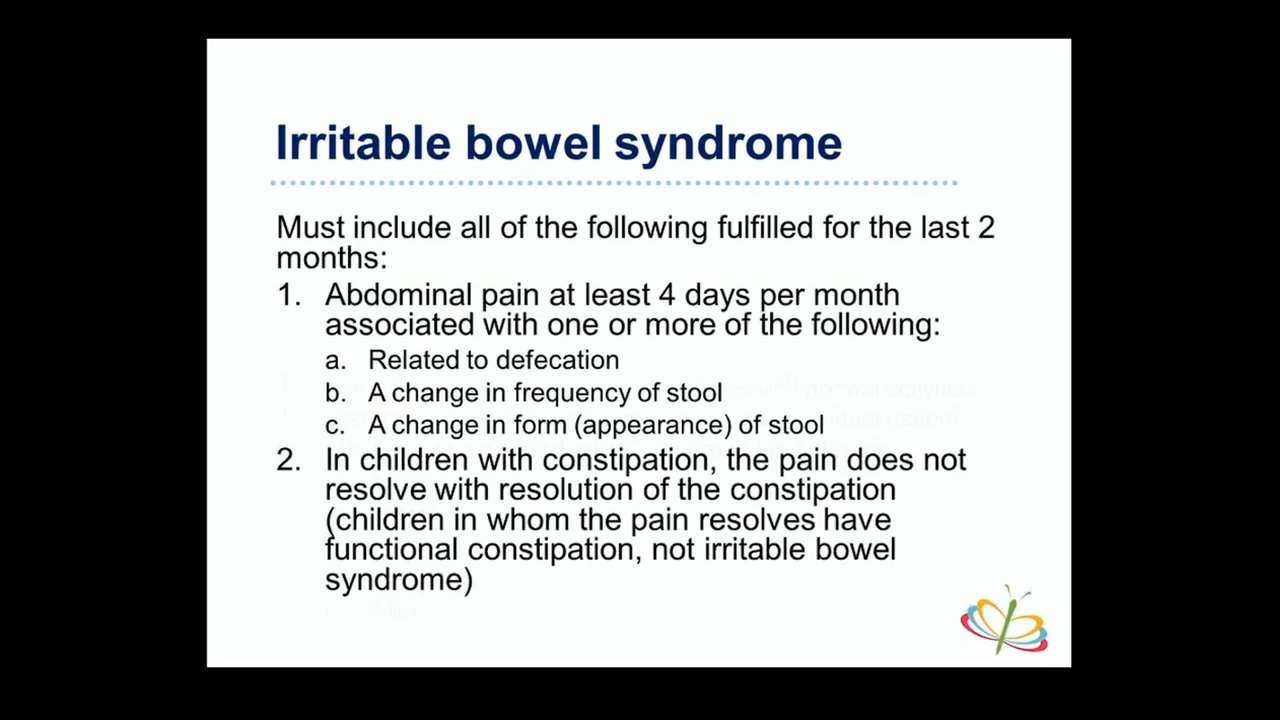 Irritable bowel syndrome
Must include all of the following fulfilled for the last 2
months:
1. Abdominal pain at least 4 days per month
associated with one or more of the following:
a. Related to defecation
b. A change in frequency of stool
c. A change in form (appearance) of stool
2. In children with constipation, the pain does not
resolve with resolution of the constipation
(children in whom the pain resolves have
functional constipation, not irritable bowel
syndrome)